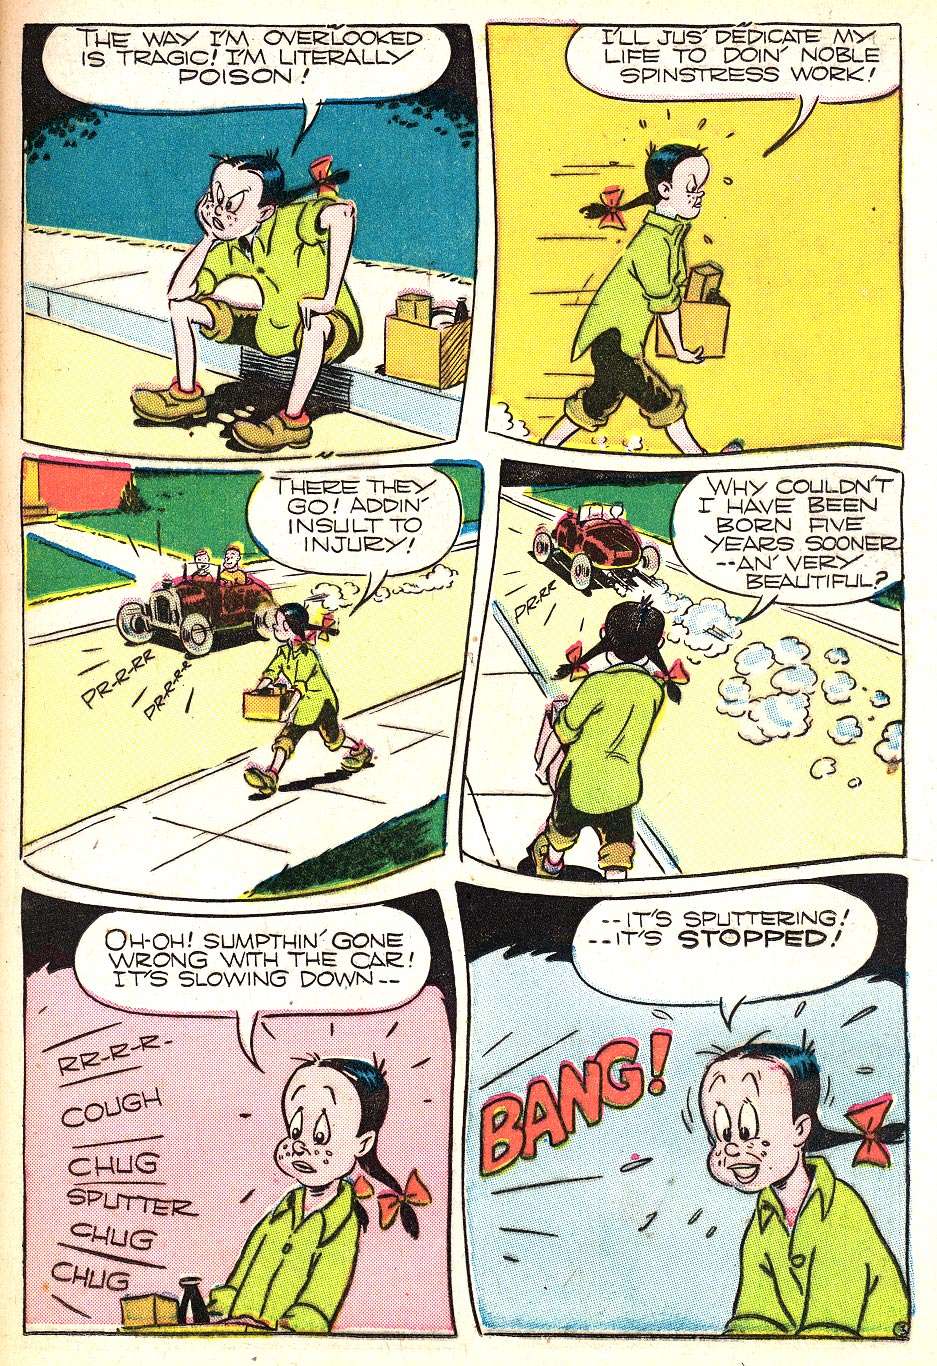 THE WAY I'M OVERLOOKED
IS TRAGIC! I'M LITERALLY
POISON!
I'LL JUS' DEDICATE MY
LIFE TO DOIN' NOBLE
SPINSTRESS WORK!
THERE THEY
GO! ADDIN'
INSULT TO
INJURY!
PR-R-RR
PR-R-R-R
WHY COULDN'T
I HAVE BEEN
BORN FIVE
YEARS SOONER
--AN' VERY
BEAUTIFUL?
PR-RR
OH-OH! SUMPTHIN' GONE
WRONG WITH THE CAR!
IT'S SLOWING DOWN--
RR-R-R-
COUGH
CHUG
SPUTTER
CHUG
CHUG
--IT'S SPUTTERING!
--IT'S STOPPED!
BANG!
3